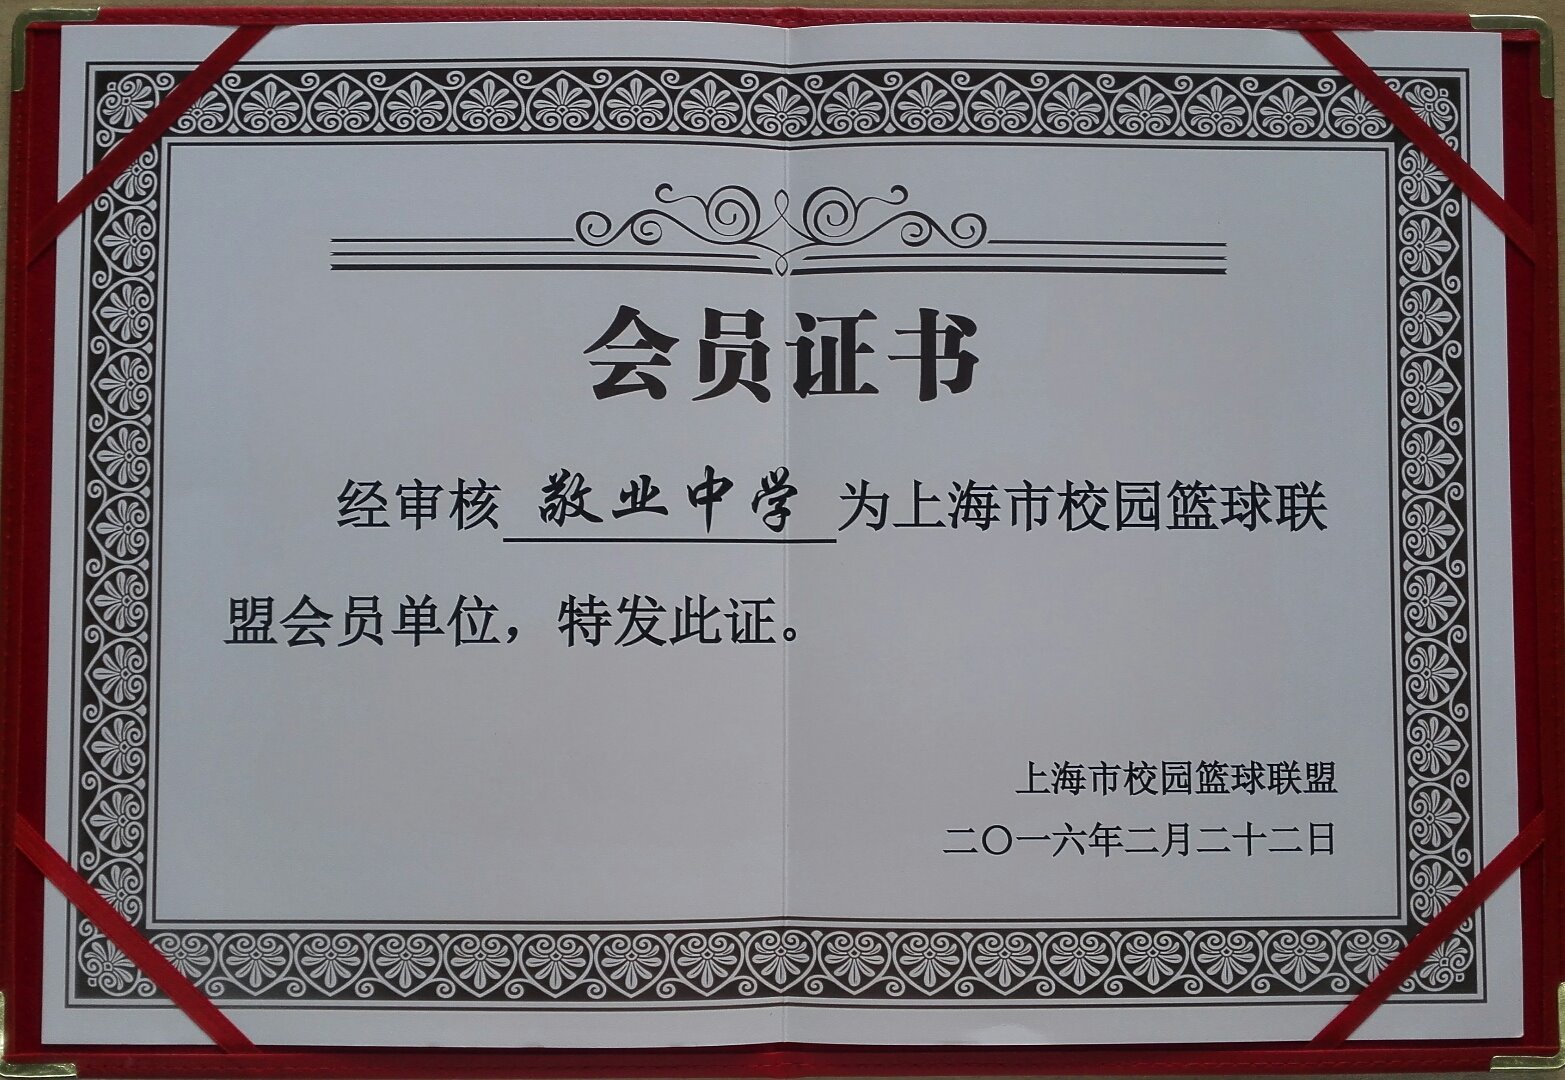 会员证书
经审核 敬业中学 为上海市校园篮球联
盟会员单位，特发此证。
上海市校园篮球联盟
二〇一六年二月二十二日